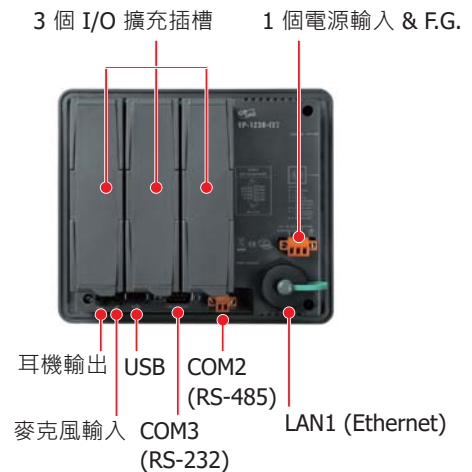 3 個 I/O 擴充插槽
1 個電源輸入 & F.G.
耳機輸出
USB
COM2
(RS-485)
麥克風輸入
COM3
(RS-232)
LAN1 (Ethernet)